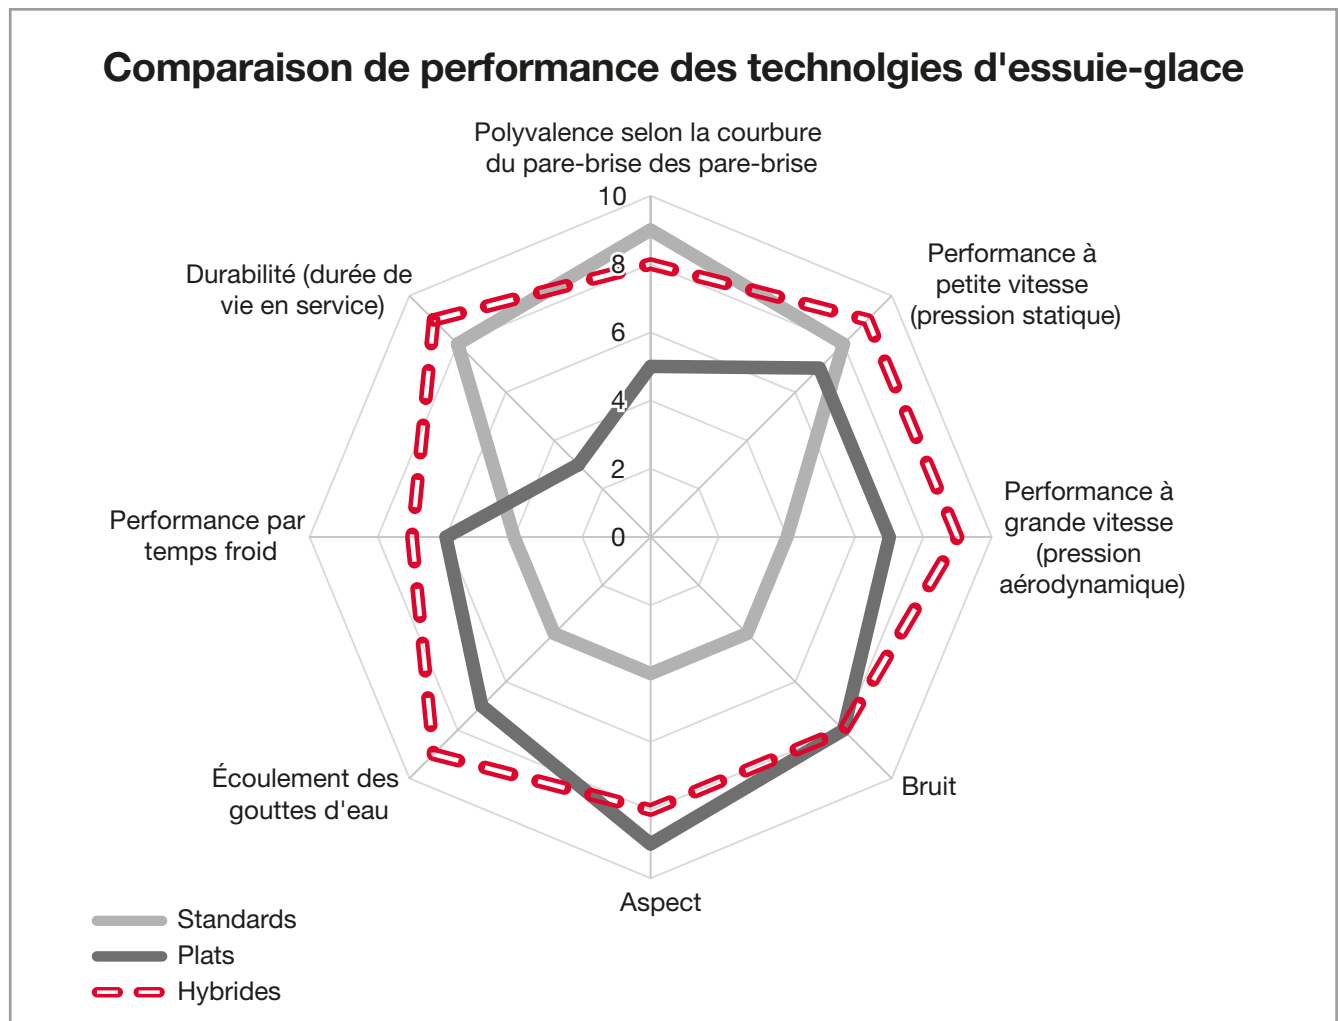 Comparaison de performance des technolgies d'essuie-glace
Polyvalence selon la courbure
du pare-brise des pare-brise
10
8
6
4
2
0
Performance à
petite vitesse
(pression statique)
Performance à
grande vitesse
(pression
aérodynamique)
Bruit
Aspect
Écoulement des
gouttes d'eau
Performance par
temps froid
Durabilité (durée de
vie en service)
Standards
Plats
Hybrides